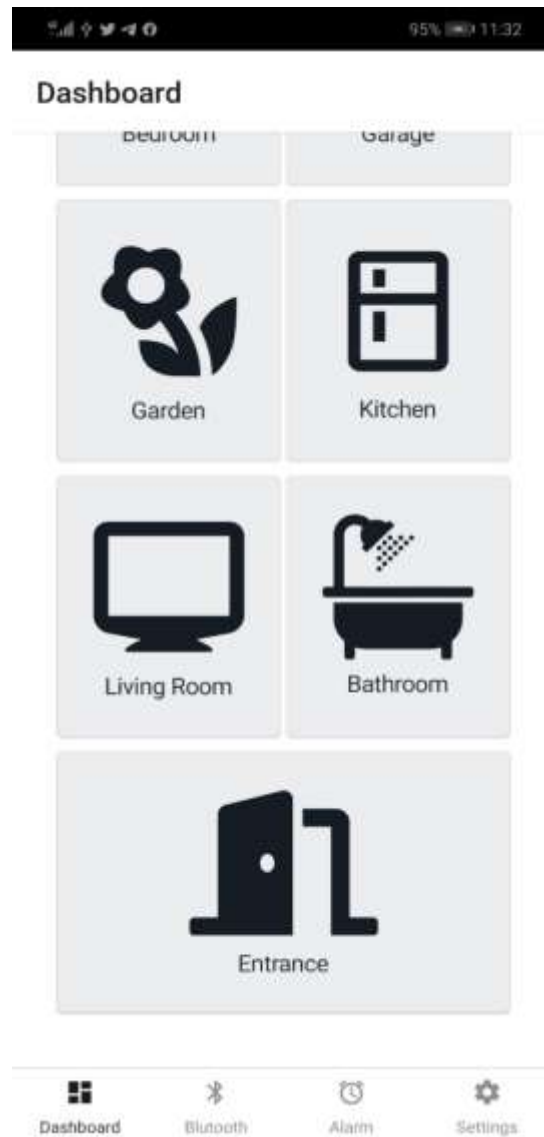 95% 11:32
Dashboard
Bedroom Garage
Garden Kitchen
Living Room Bathroom
Entrance
Dashboard Blutooth Alarm Settings